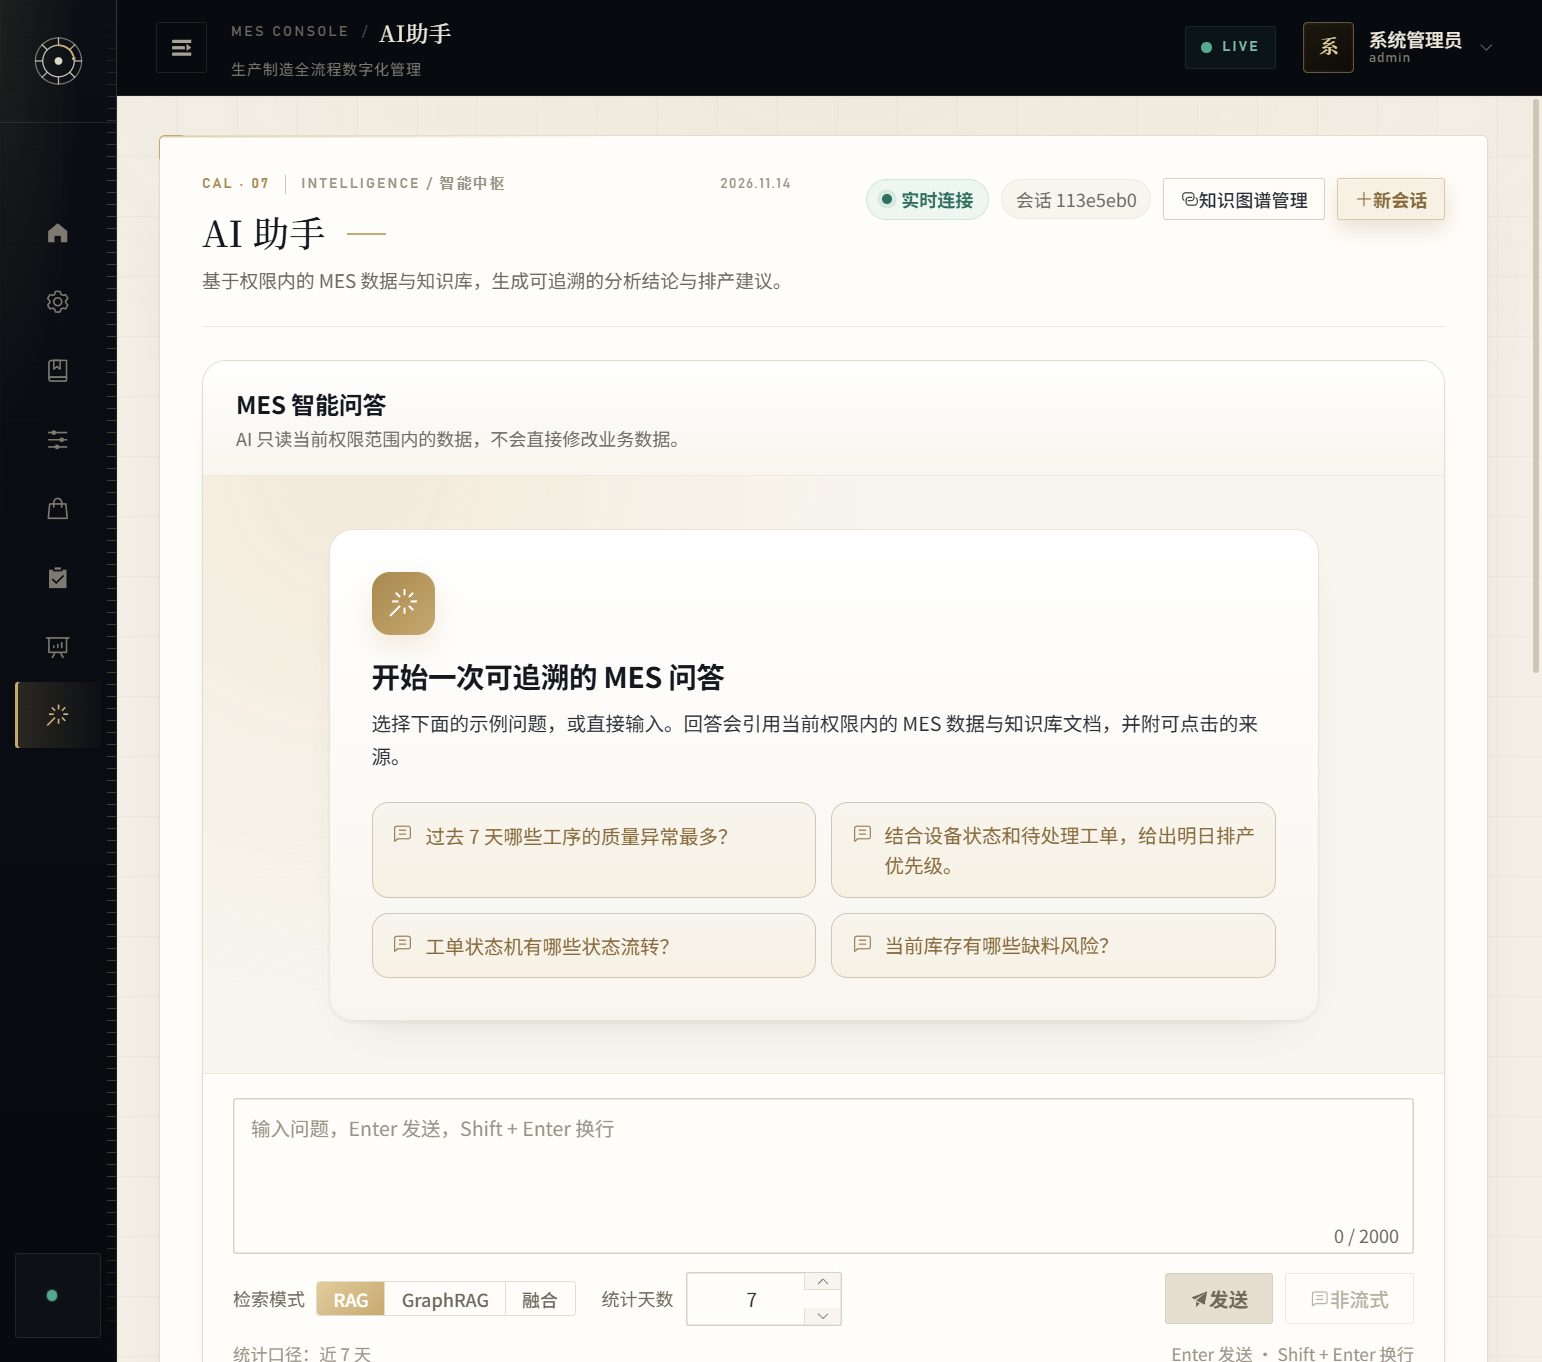 MES CONSOLE / AI助手
生产制造全流程数字化管理
LIVE
系
系统管理员
admin
CAL · 07 | INTELLIGENCE / 智能中枢
2026.11.14
实时连接
会话 113e5eb0
知识图谱管理
新会话
AI 助手
基于权限内的 MES 数据与知识库，生成可追溯的分析结论与排产建议。
MES 智能问答
AI 只读当前权限范围内的数据，不会直接修改业务数据。
开始一次可追溯的 MES 问答
选择下面的示例问题，或直接输入。回答会引用当前权限内的 MES 数据与知识库文档，并附可点击的来
源。
过去 7 天哪些工序的质量异常最多？
结合设备状态和待处理工单，给出明日排产
优先级。
工单状态机有哪些状态流转？
当前库存有哪些缺料风险？
输入问题，Enter 发送，Shift + Enter 换行
0 / 2000
检索模式
RAG
GraphRAG
融合
统计天数
7
发送
非流式
统计口径：近 7 天
Enter 发送 · Shift + Enter 换行